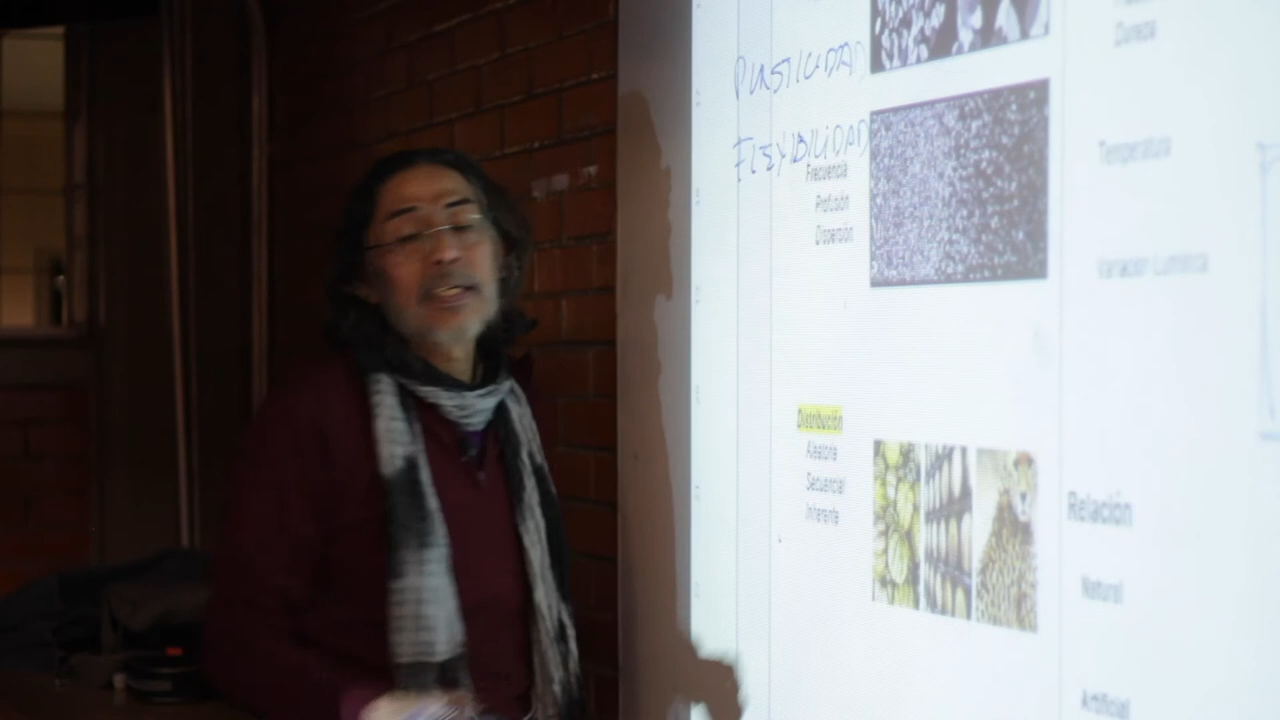 PLASTICIDAD
FLEXIBILIDAD
Frecuencia
Profusión
Dispersión
Distribución
Aleatoria
Secuencial
Inherente
Dureza
Temperatura
Variación Lumínica
Relación
Natural
Artificial